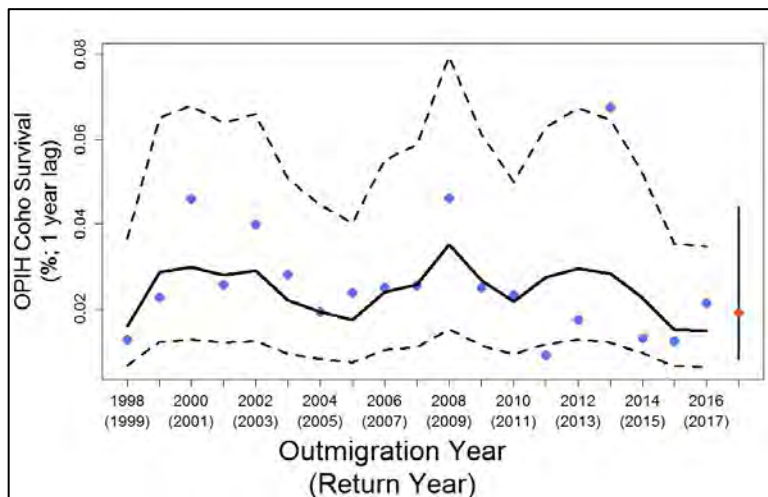 0.08
0.06
0.04
0.02
OPIH Coho Survival
(%; 1 year lag)
1998 2000 2002 2004 2006 2008 2010 2012 2014 2016
(1999) (2001) (2003) (2005) (2007) (2009) (2011) (2013) (2015) (2017)
Outmigration Year
(Return Year)